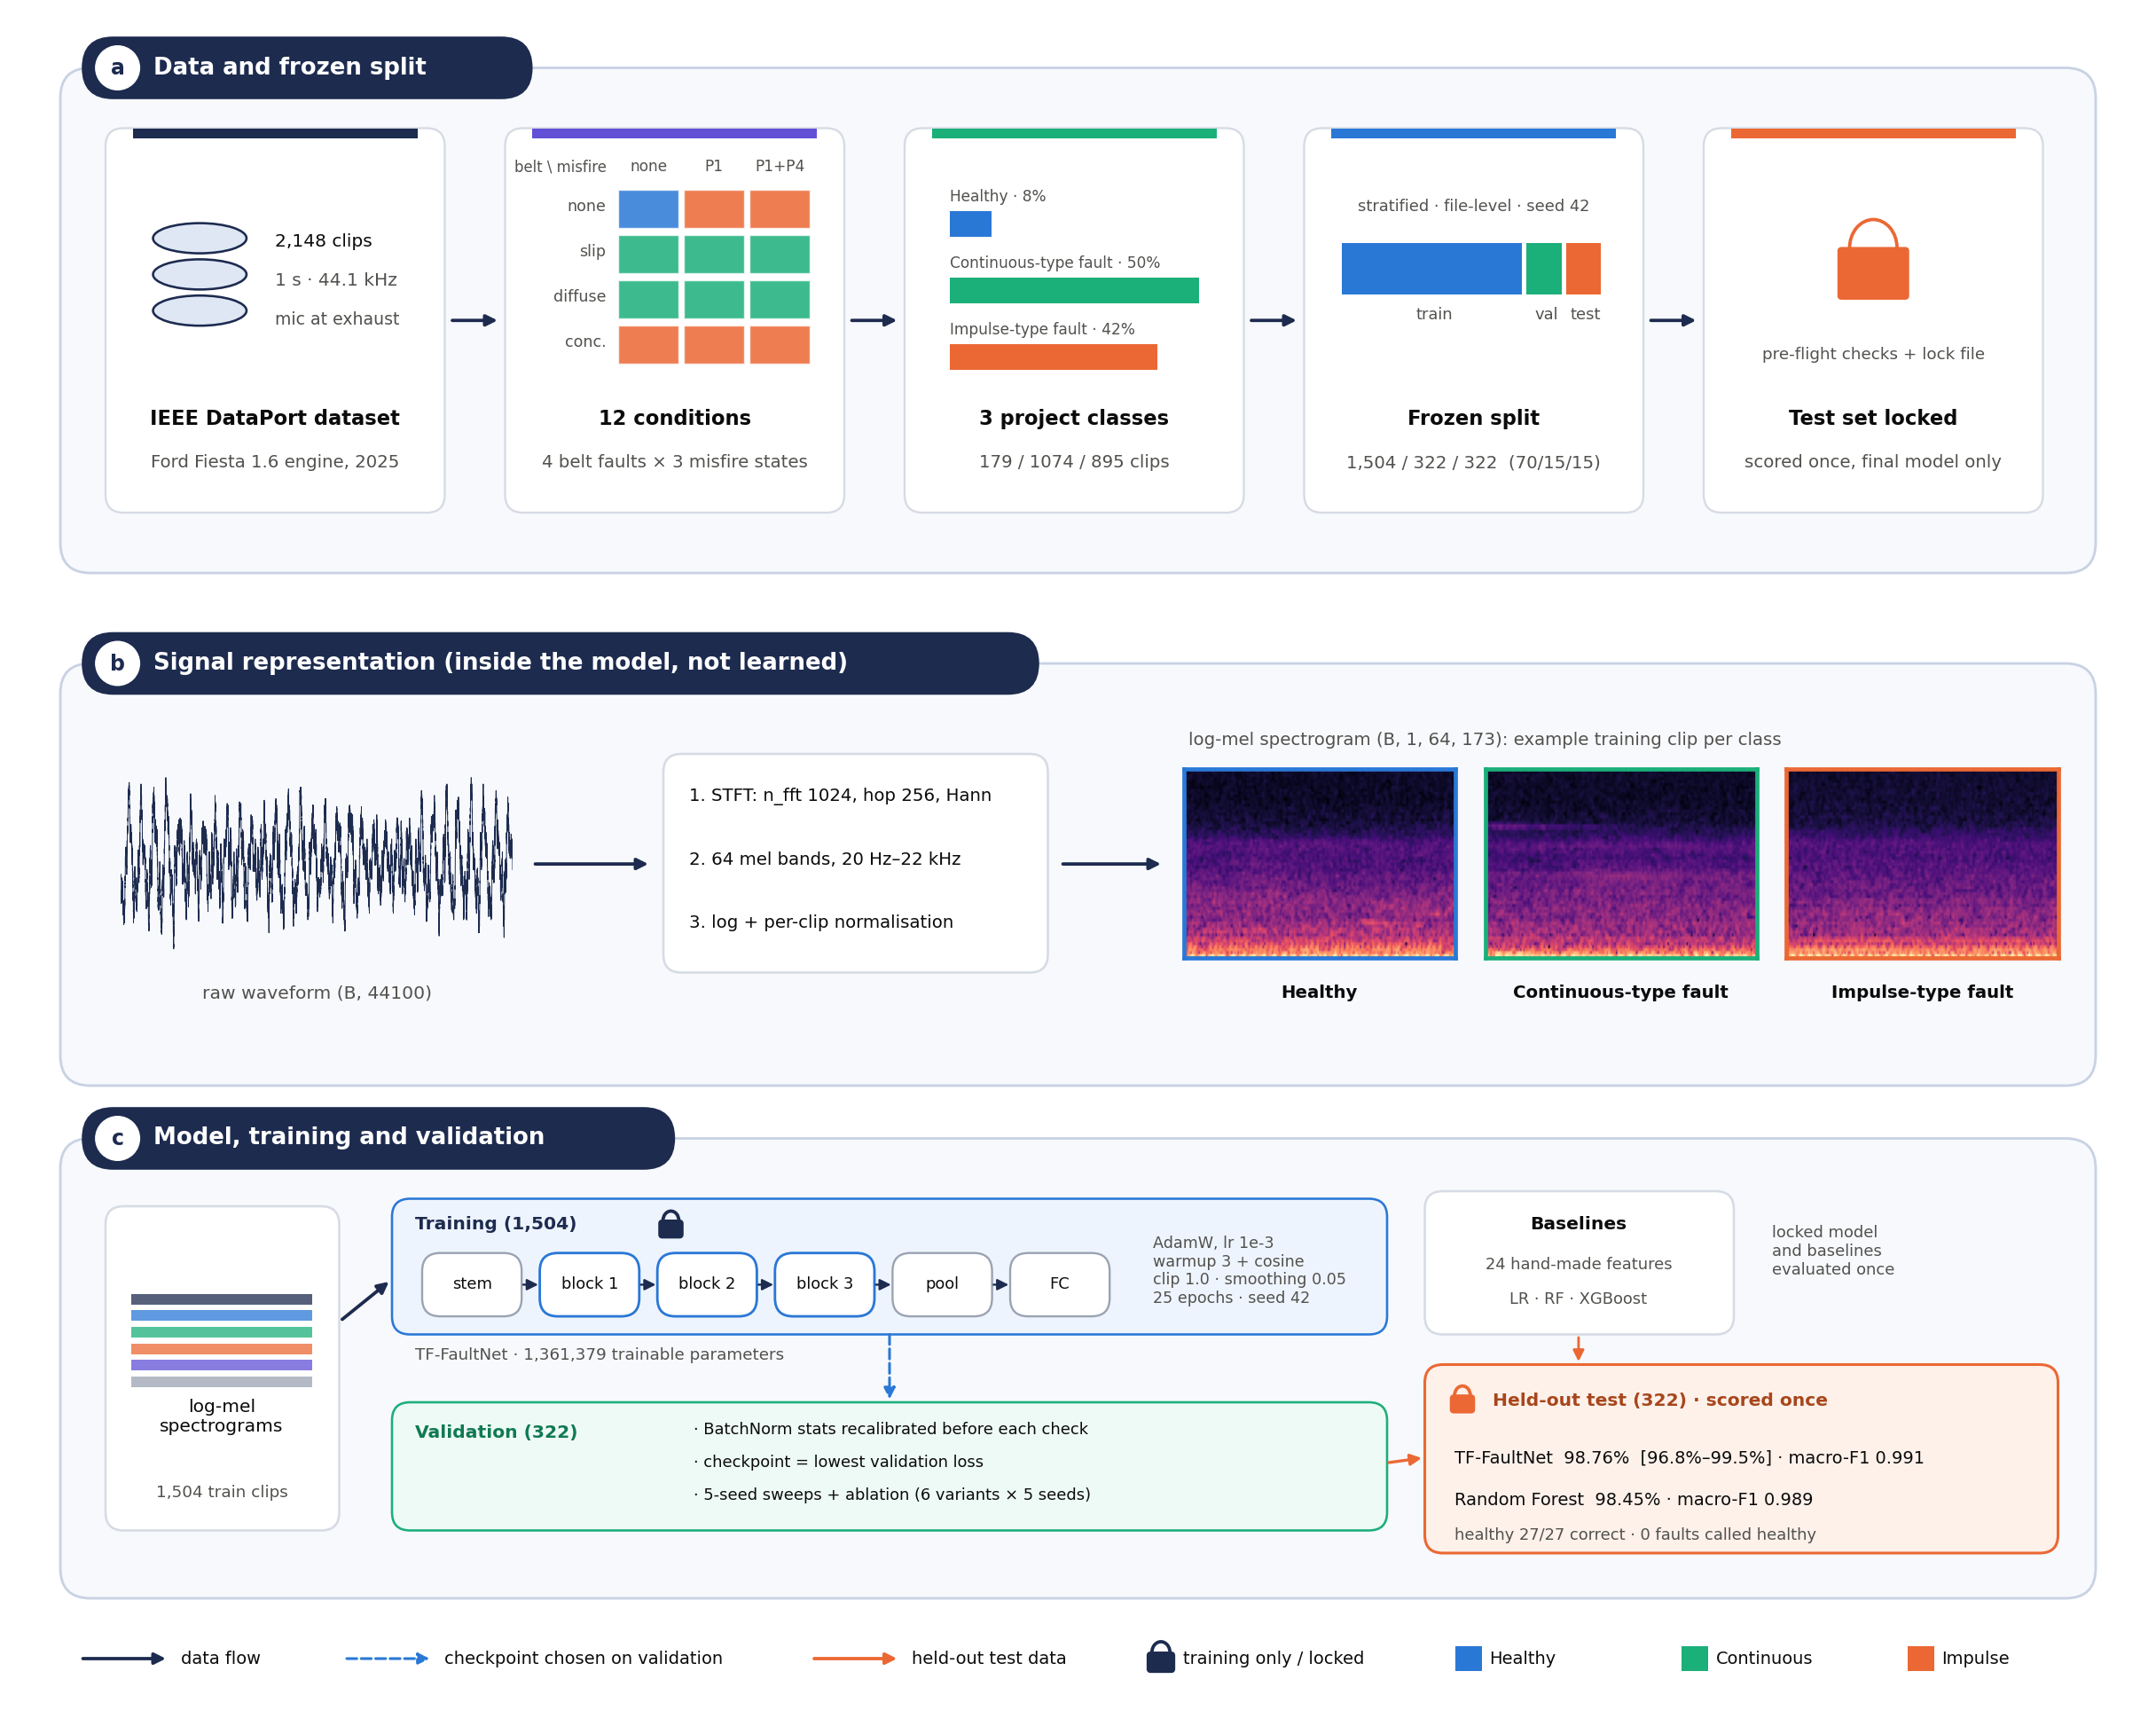 a Data and frozen split
2,148 clips
1 s · 44.1 kHz
mic at exhaust
IEEE DataPort dataset
Ford Fiesta 1.6 engine, 2025
belt \ misfire none P1 P1+P4
none
slip
diffuse
conc.
12 conditions
4 belt faults × 3 misfire states
Healthy · 8%
Continuous-type fault · 50%
Impulse-type fault · 42%
3 project classes
179 / 1074 / 895 clips
stratified · file-level · seed 42
train val test
Frozen split
1,504 / 322 / 322 (70/15/15)
pre-flight checks + lock file
Test set locked
scored once, final model only
b Signal representation (inside the model, not learned)
raw waveform (B, 44100)
1. STFT: n_fft 1024, hop 256, Hann
2. 64 mel bands, 20 Hz–22 kHz
3. log + per-clip normalisation
log-mel spectrogram (B, 1, 64, 173): example training clip per class
Healthy
Continuous-type fault
Impulse-type fault
c Model, training and validation
log-mel
spectrograms
1,504 train clips
Training (1,504)
stem block 1 block 2 block 3 pool FC
AdamW, lr 1e-3
warmup 3 + cosine
clip 1.0 · smoothing 0.05
25 epochs · seed 42
TF-FaultNet · 1,361,379 trainable parameters
Validation (322)
· BatchNorm stats recalibrated before each check
· checkpoint = lowest validation loss
· 5-seed sweeps + ablation (6 variants × 5 seeds)
Baselines
24 hand-made features
LR · RF · XGBoost
locked model
and baselines
evaluated once
Held-out test (322) · scored once
TF-FaultNet 98.76% [96.8%–99.5%] · macro-F1 0.991
Random Forest 98.45% · macro-F1 0.989
healthy 27/27 correct · 0 faults called healthy
data flow
checkpoint chosen on validation
held-out test data
training only / locked
Healthy
Continuous
Impulse